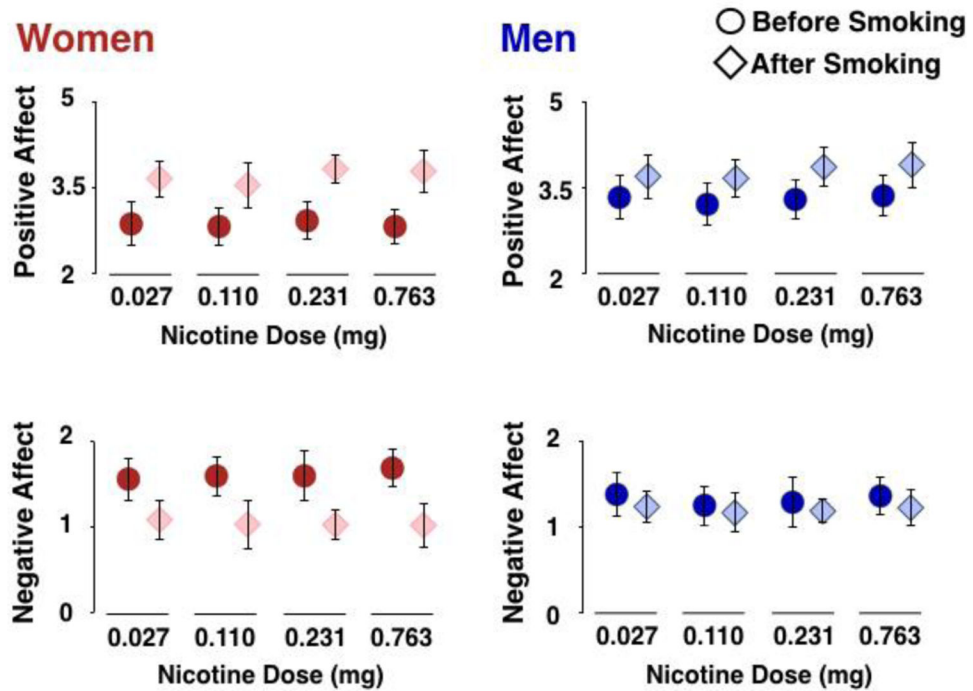 Women
Men
Before Smoking
After Smoking
Positive Affect
5
3.5
2
0.027 0.110 0.231 0.763
Nicotine Dose (mg)
Positive Affect
5
3.5
2
0.027 0.110 0.231 0.763
Nicotine Dose (mg)
Negative Affect
2
1
0
0.027 0.110 0.231 0.763
Nicotine Dose (mg)
Negative Affect
2
1
0
0.027 0.110 0.231 0.763
Nicotine Dose (mg)